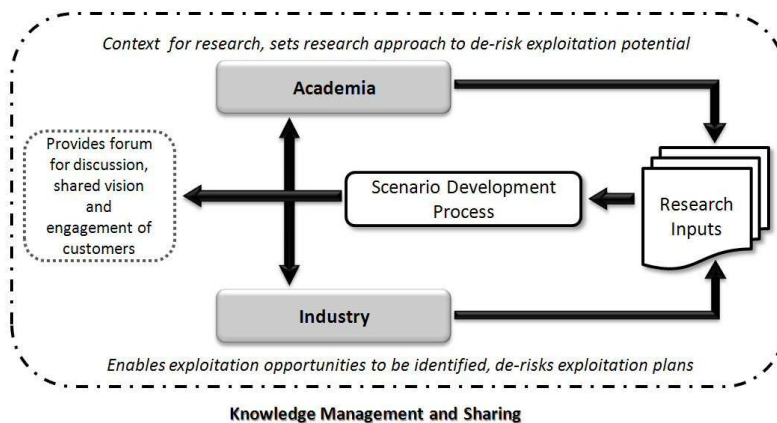 Context for research, sets research approach to de-risk exploitation potential
Academia
Provides forum
for discussion,
shared vision
and
engagement of
customers
Scenario Development
Process
Research
Inputs
Industry
Enables exploitation opportunities to be identified, de-risks exploitation plans
Knowledge Management and Sharing